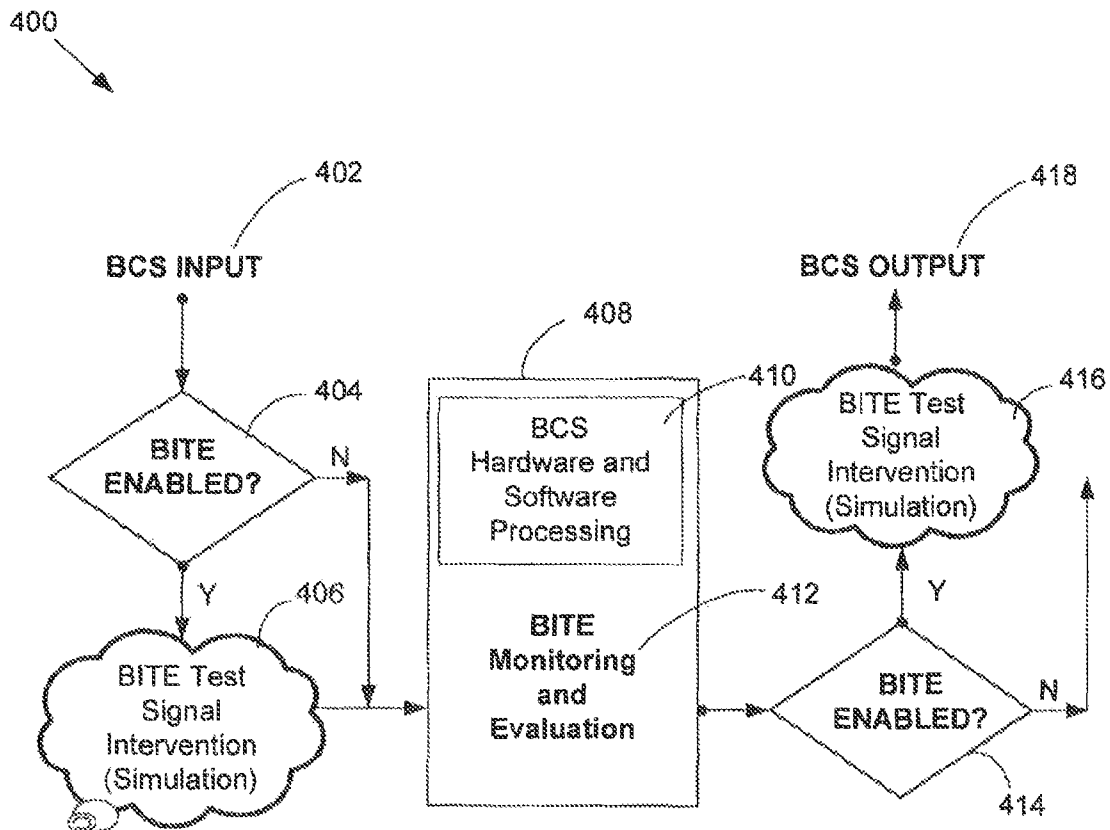 400
402
BCS INPUT
404
BITE
ENABLED?
N
Y
406
BITE Test
Signal
Intervention
(Simulation)
408
410
BCS
Hardware and
Software
Processing
412
BITE
Monitoring
and
Evaluation
418
BCS OUTPUT
416
BITE Test
Signal
Intervention
(Simulation)
Y
BITE
ENABLED?
N
414